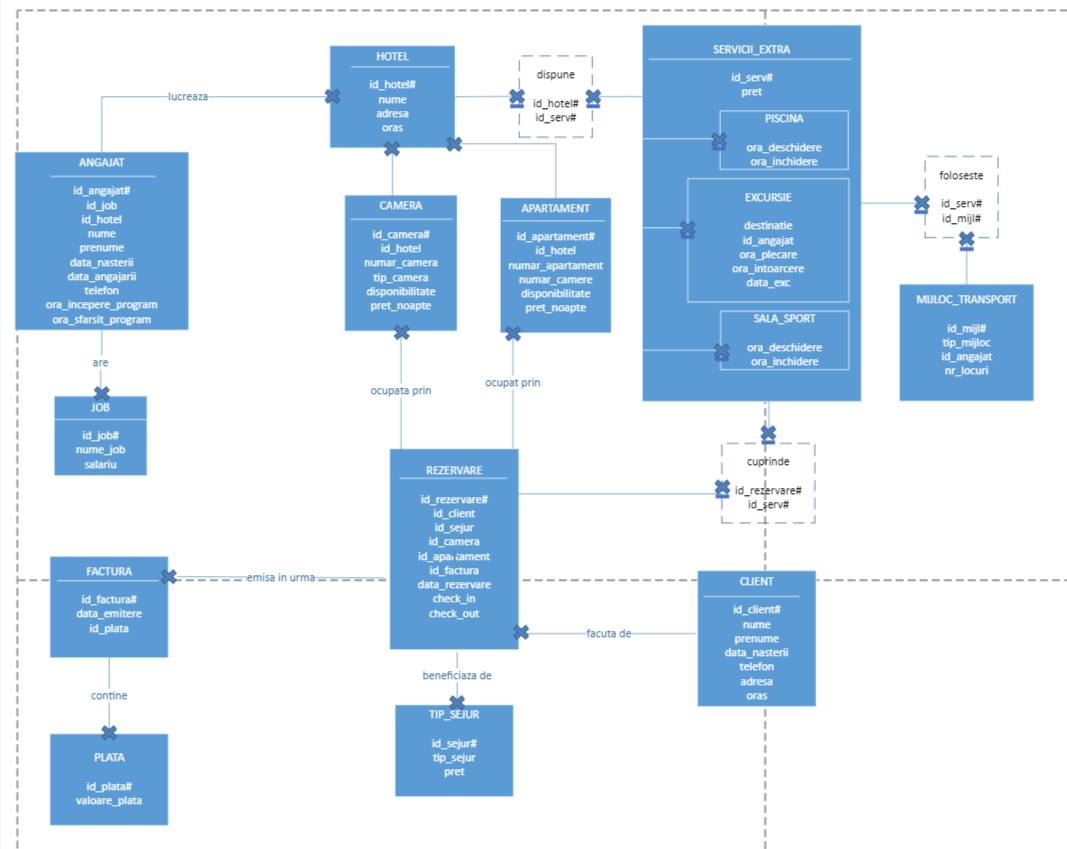 HOTEL
id_hotel#
nume
adresa
oras
dispune
id_hotel#
id_serv#
SERVICII_EXTRA
id_serv#
pret
PISCINA
ora_deschidere
ora_inchidere
EXCURSIE
destinatie
id_angajat
ora_plecare
ora_intoarcere
data_exc
SALA_SPORT
ora_deschidere
ora_inchidere
foloseste
id_serv#
id_mijl#
MIJLOC_TRANSPORT
id_mijl#
tip_mijloc
id_angajat
nr_locuri
lucreaza
ANGAJAT
id_angajat#
id_job
id_hotel
nume
prenume
data_nasterii
data_angajarii
telefon
ora_incepere_program
ora_sfarsit_program
CAMERA
id_camera#
id_hotel
numar_camera
tip_camera
disponibilitate
pret_noapte
APARTAMENT
id_apartament#
id_hotel
numar_apartament
numar_camere
disponibilitate
pret_noapte
are
JOB
id_job#
nume_job
salariu
ocupata prin
ocupat prin
REZERVARE
id_rezervare#
id_client
id_sejur
id_camera
id_apartament
id_factura
data_rezervare
check_in
check_out
cuprinde
id_rezervare#
id_serv#
FACTURA
id_factura#
data_emitere
id_plata
emisa in urma
CLIENT
id_client#
nume
prenume
data_nasterii
telefon
adresa
oras
facuta de
beneficiaza de
TIP_SEJUR
id_sejur#
tip_sejur
pret
contine
PLATA
id_plata#
valoare_plata